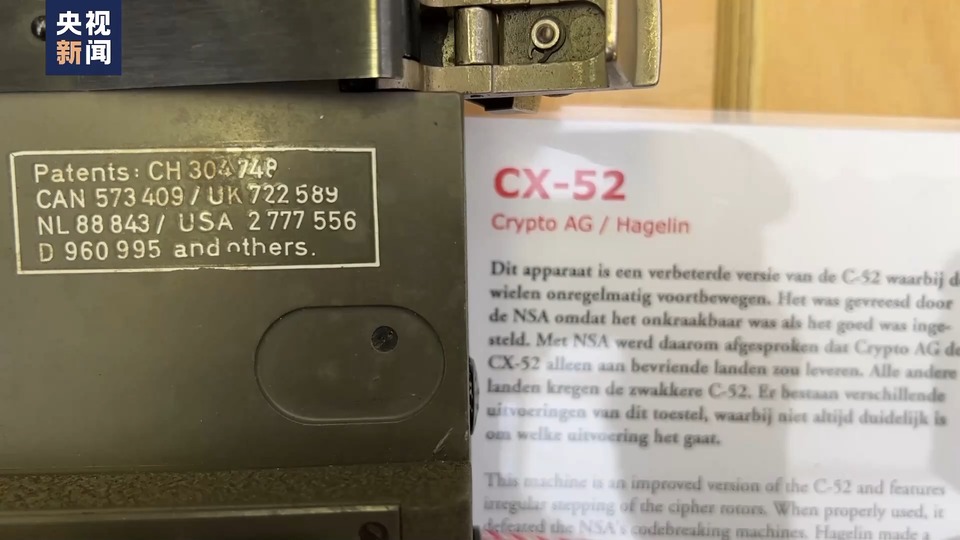 央视
新闻
Patents: CH 304 748
CAN 573 409 / UK 722 589
NL 88 843 / USA 2 777 556
D 960 995 and others.
CX-52
Crypto AG / Hagelin
Dit apparaat is een verbeterde versie van de C-52 waarbij d
wielen onregelmatig voortbewegen. Het was gevreesd door
de NSA omdat het onkraakbaar was als het goed was inge-
steld. Met NSA werd daarom afgesproken dat Crypto AG de
CX-52 alleen aan bevriende landen zou leveren. Alle andere
landen kregen de zwakkere C-52. Er bestaan verschillende
uitvoeringen van dit toestel, waarbij niet altijd duidelijk is
om welke uitvoering het gaat.
This machine is an improved version of the C-52 and features
irregular stepping of the cipher rotors. When properly used, it
defeated the NSA's codebreaking machines. Hagelin made a